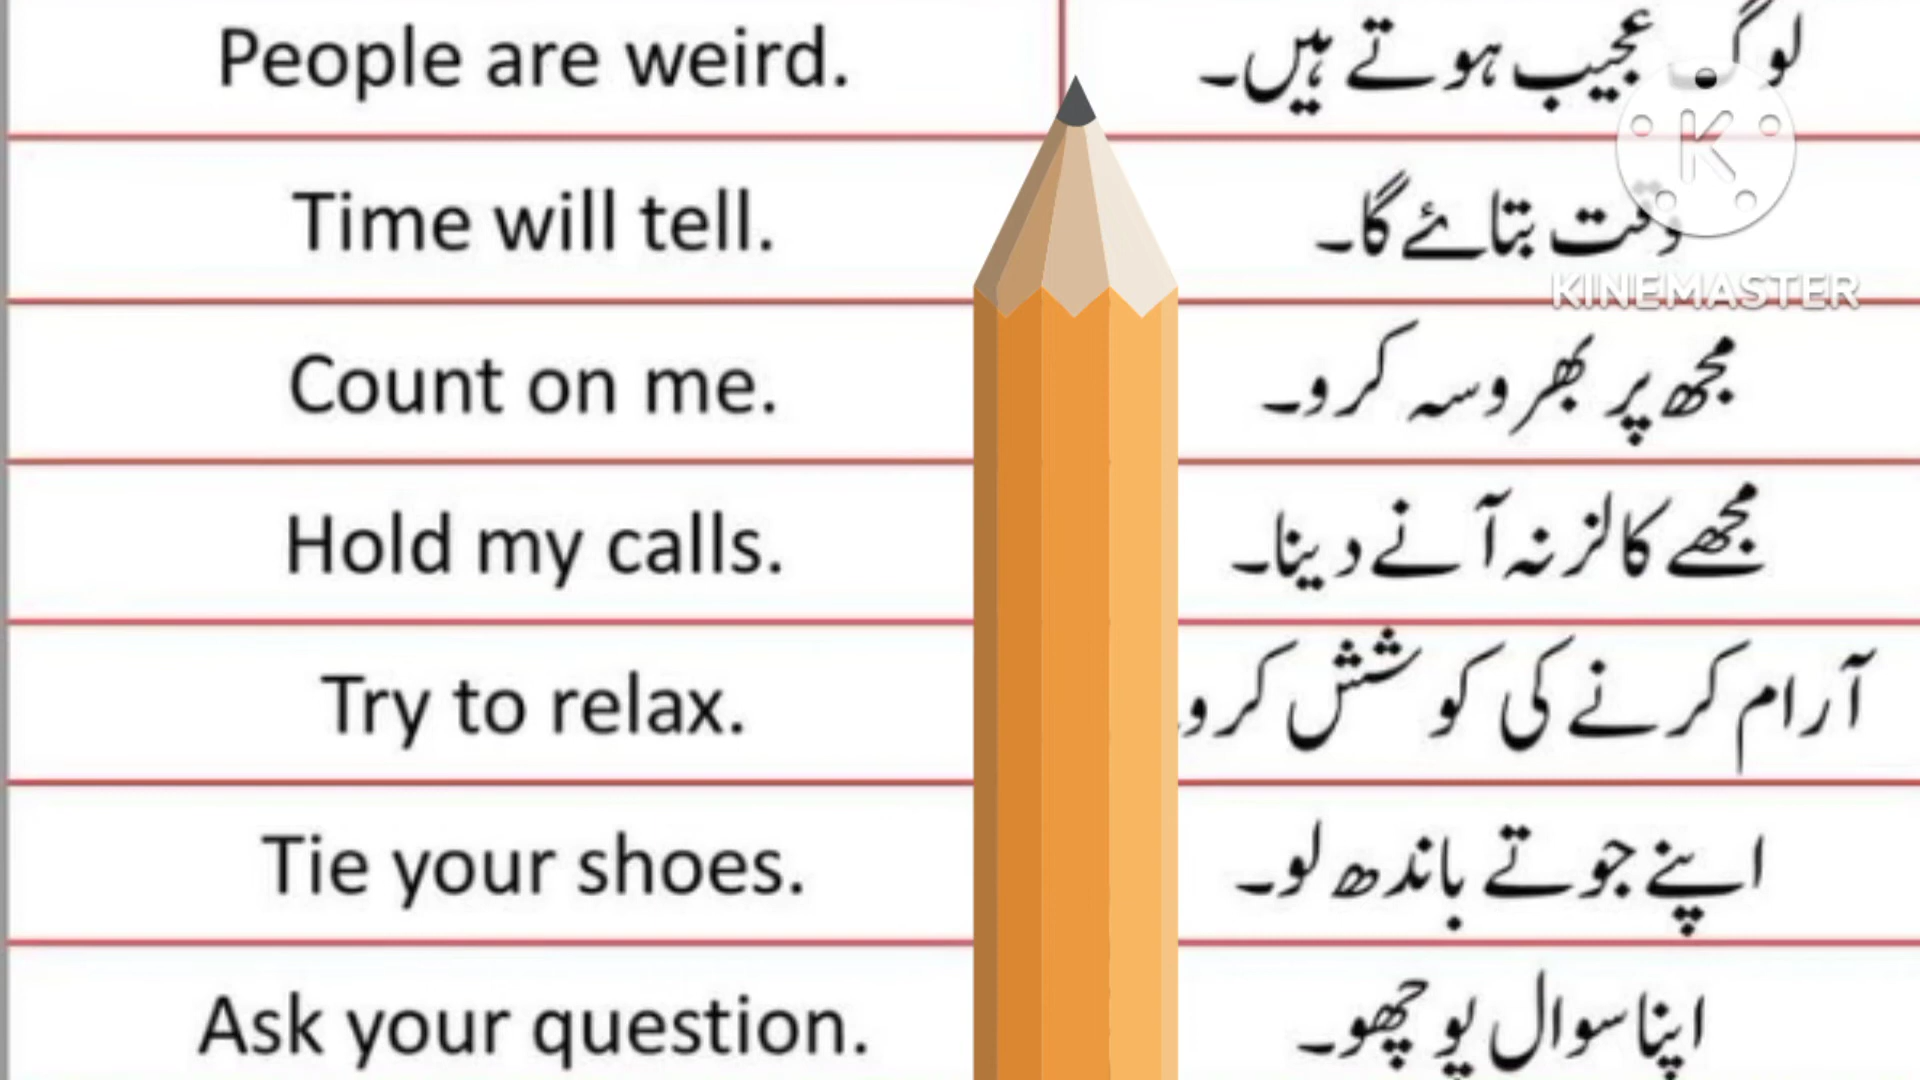 People are weird. لوگ عجیب ہوتے ہیں۔
Time will tell. وقت بتائے گا۔
Count on me. مجھ پر بھروسہ کرو۔
Hold my calls. مجھے کالز نہ آنے دینا۔
Try to relax. آرام کرنے کی کوشش کرو
Tie your shoes. اپنے جوتے باندھ لو۔
Ask your question. اپنا سوال پوچھو۔
K
KINEMASTER